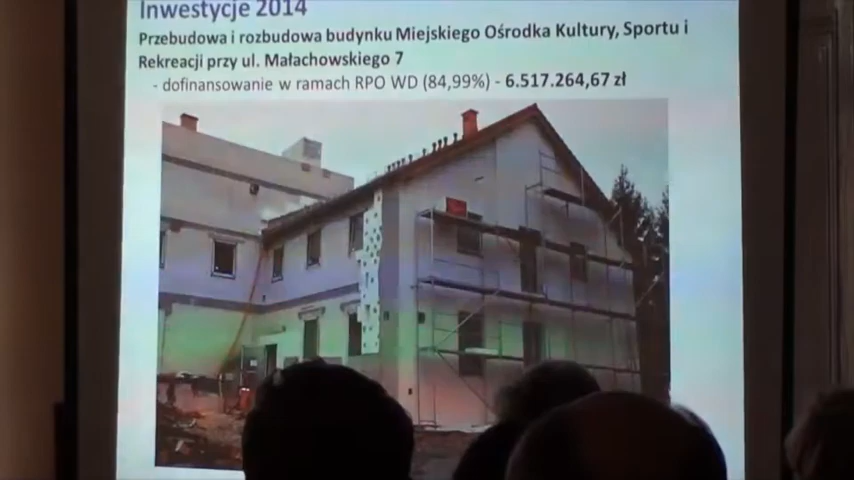 Inwestycje 2014
Przebudowa i rozbudowa budynku Miejskiego Ośrodka Kultury, Sportu i
Rekreacji przy ul. Małachowskiego 7
- dofinansowanie w ramach RPO WD (84,99%) - 6.517.264,67 zł